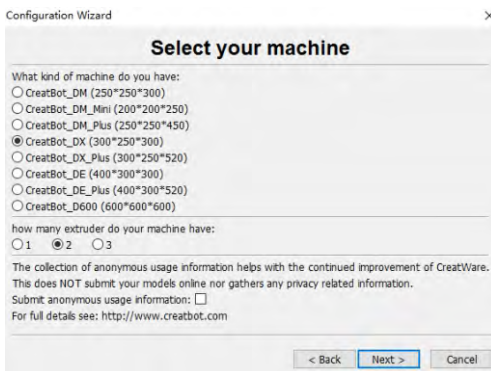 Configuration Wizard
Select your machine
What kind of machine do you have:
CreatBot_DM (250*250*300)
CreatBot_DM_Mini (200*200*250)
CreatBot_DM_Plus (250*250*450)
CreatBot_DX (300*250*300)
CreatBot_DX_Plus (300*250*520)
CreatBot_DE (400*300*300)
CreatBot_DE_Plus (400*300*520)
CreatBot_D600 (600*600*600)
how many extruder do your machine have:
1 2 3
The collection of anonymous usage information helps with the continued improvement of CreatWare.
This does NOT submit your models online nor gathers any privacy related information.
Submit anonymous usage information:
For full details see: http://www.creatbot.com
< Back Next > Cancel